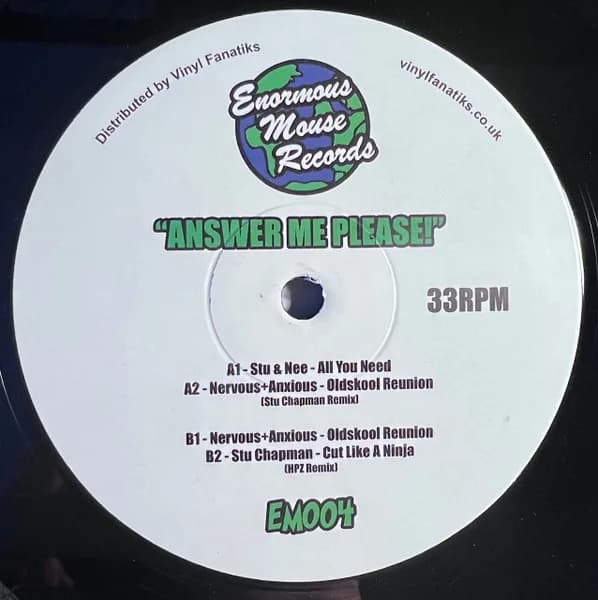 Distributed by Vinyl Fanatiks
vinylfanatiks.co.uk
Enormous
Mouse
Records
"ANSWER ME PLEASE!"
33RPM
A1 - Stu & Nee - All You Need
A2 - Nervous+Anxious - Oldskool Reunion
(Stu Chapman Remix)
B1 - Nervous+Anxious - Oldskool Reunion
B2 - Stu Chapman - Cut Like A Ninja
(HPZ Remix)
EM004